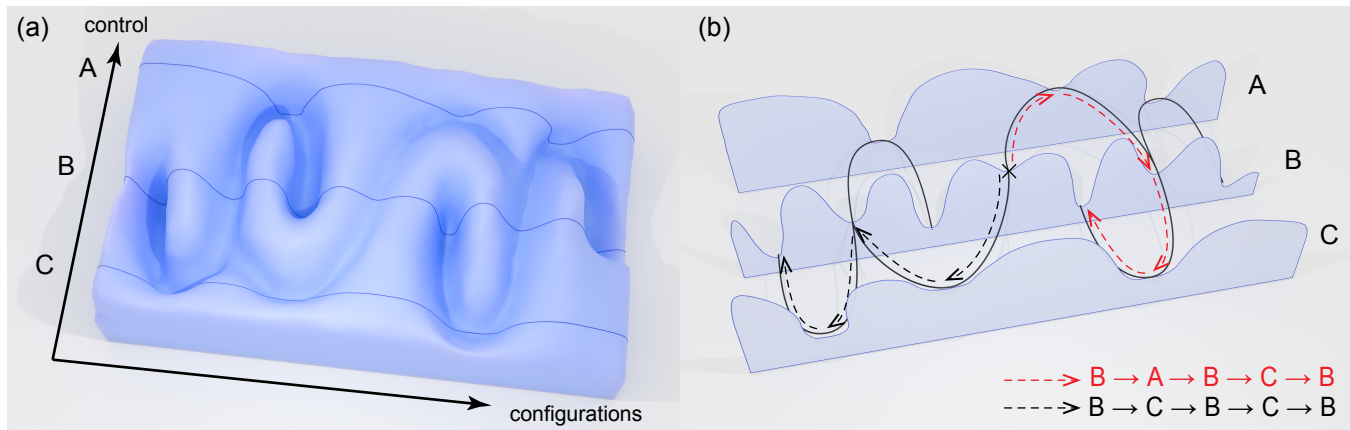 (a)
control
A
B
C
configurations
(b)
A
B
C
B → A → B → C → B
B → C → B → C → B